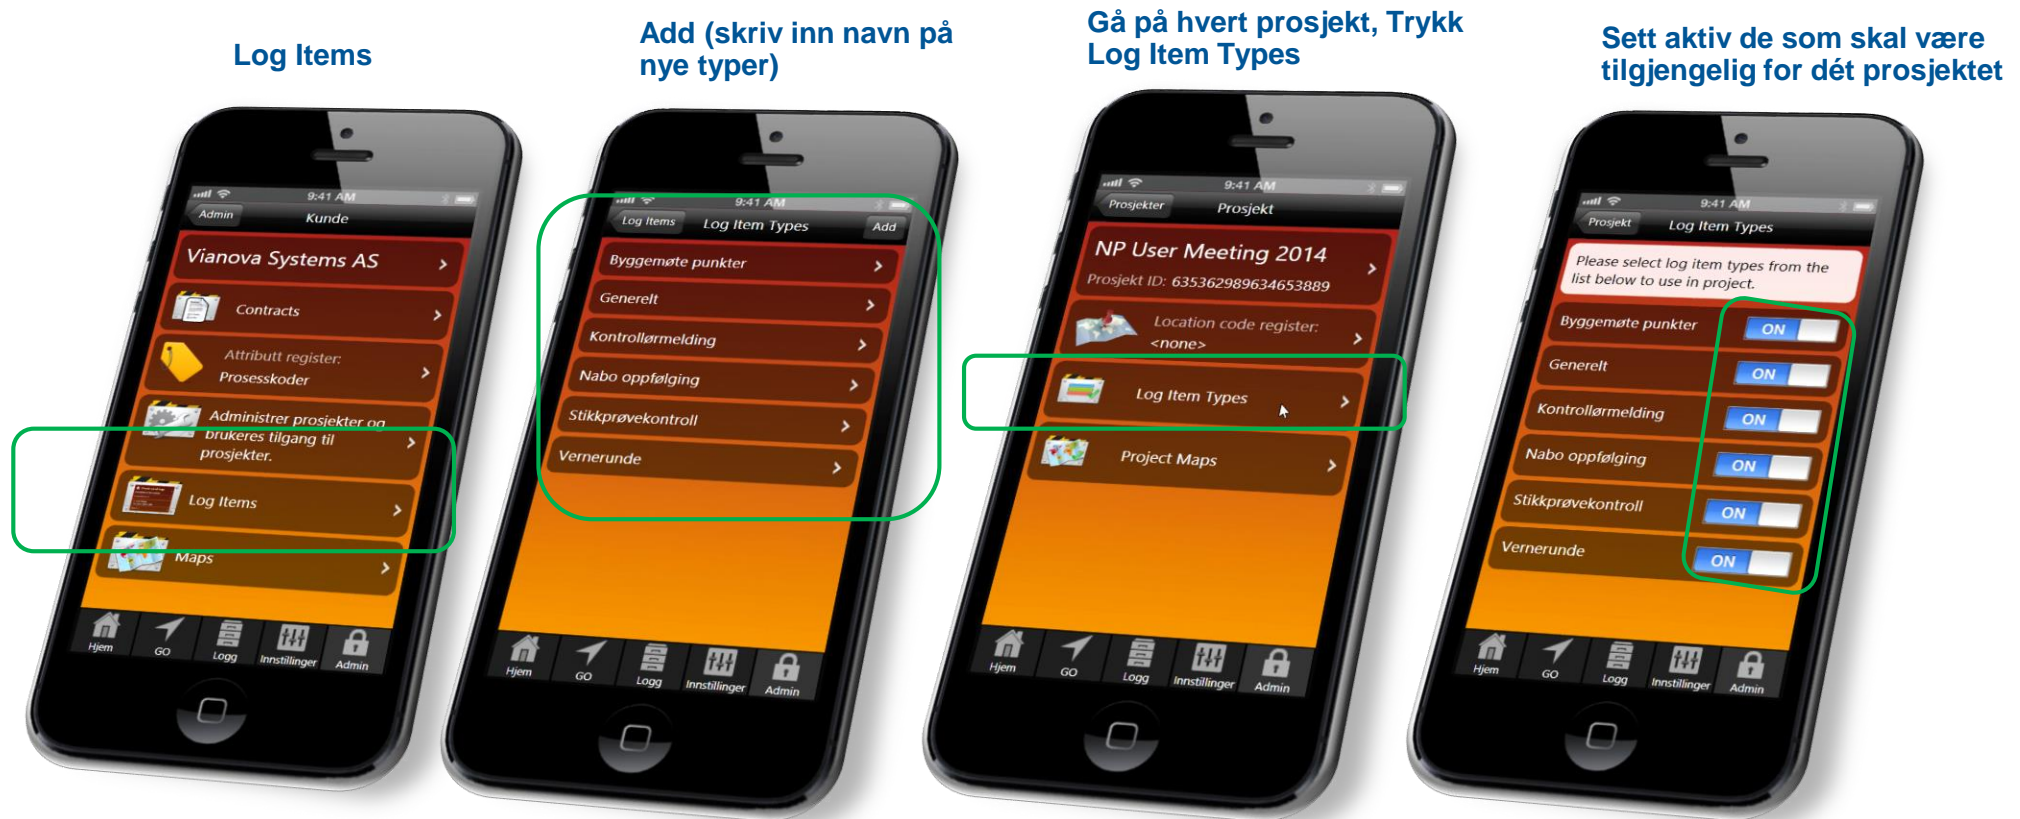 Log Items
Add (skriv inn navn på
nye typer)
Gå på hvert prosjekt, Trykk
Log Item Types
Sett aktiv de som skal være
tilgjengelig for dét prosjektet
9:41 AM
Admin
Kunde
Vianova Systems AS
Contracts
Attributt register:
Prosesskoder
Administrer prosjekter og
brukeres tilgang til
prosjekter.
Log Items
Maps
Hjem
GO
Logg
Innstillinger
Admin
9:41 AM
Log Items
Log Item Types
Add
Byggemøte punkter
Generelt
Kontrollørmelding
Nabo oppfølging
Stikkprøvekontroll
Vernerunde
Hjem
GO
Logg
Innstillinger
Admin
9:41 AM
Prosjekter
Prosjekt
NP User Meeting 2014
Prosjekt ID: 635362989634653889
Location code register:
<none>
Log Item Types
Project Maps
Hjem
GO
Logg
Innstillinger
Admin
9:41 AM
Prosjekt
Log Item Types
Please select log item types from the
list below to use in project.
Byggemøte punkter
ON
Generelt
ON
Kontrollørmelding
ON
Nabo oppfølging
ON
Stikkprøvekontroll
ON
Vernerunde
ON
Hjem
GO
Logg
Innstillinger
Admin